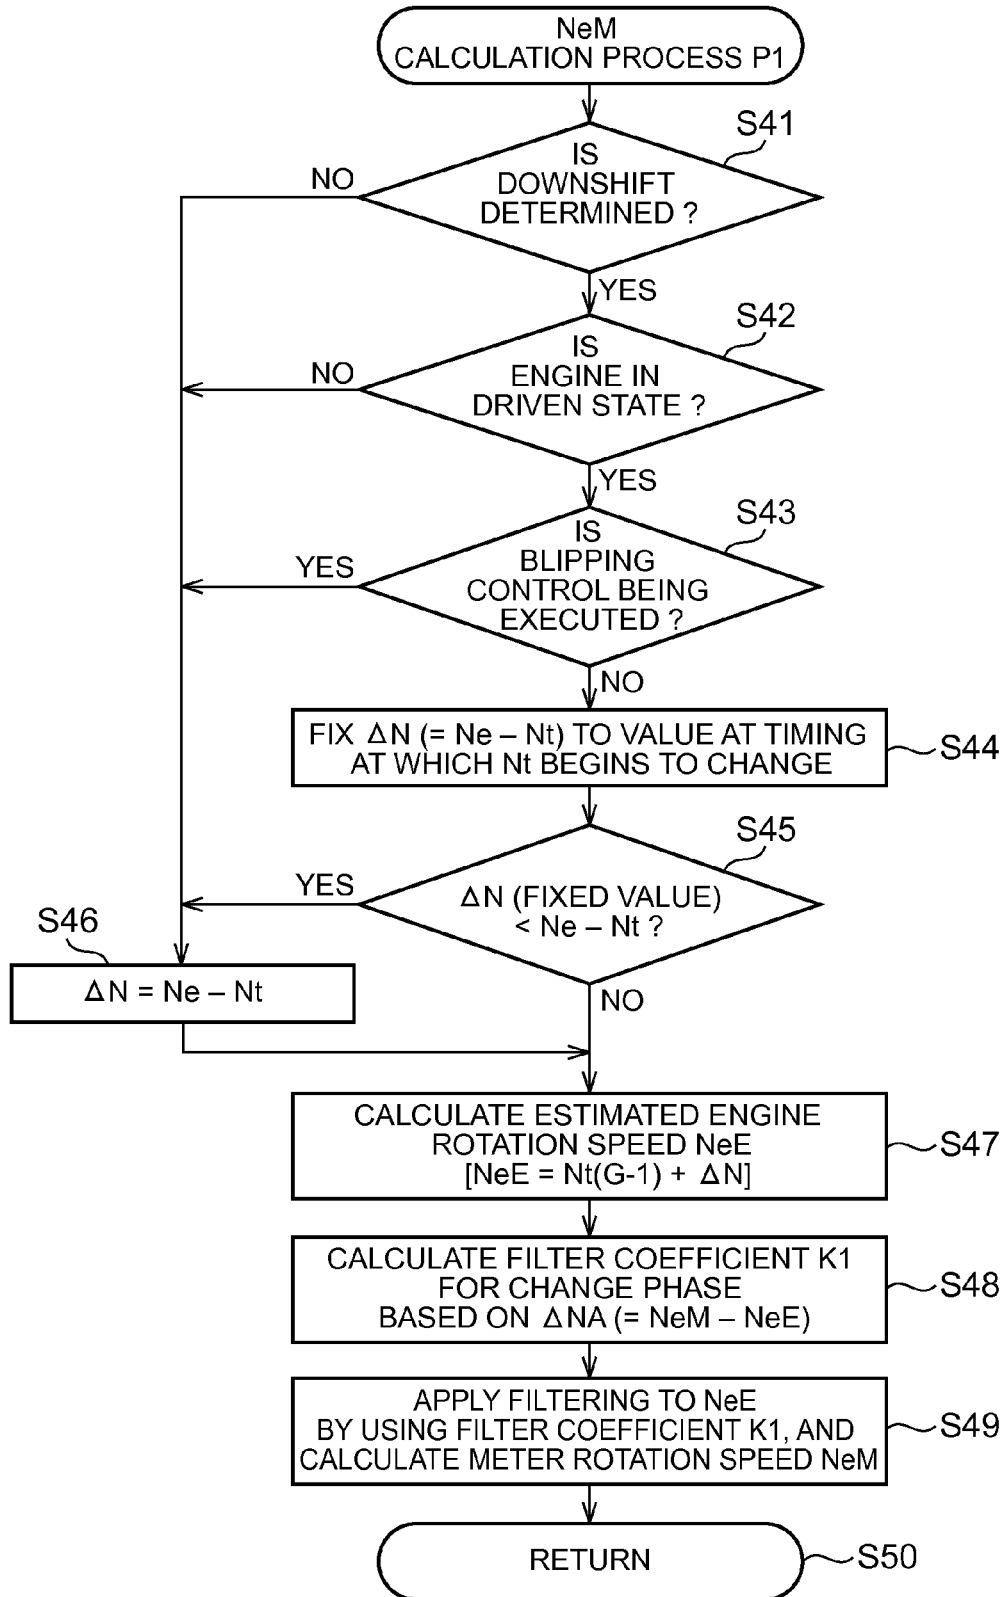 NeM
CALCULATION PROCESS P1
S41
IS
DOWNSHIFT
DETERMINED ?
NO
YES
S42
IS
ENGINE IN
DRIVEN STATE ?
NO
YES
S43
IS
BLIPPING
CONTROL BEING
EXECUTED ?
YES
NO
FIX ΔN (= Ne – Nt) TO VALUE AT TIMING
AT WHICH Nt BEGINS TO CHANGE
S44
S45
ΔN (FIXED VALUE)
< Ne – Nt ?
YES
NO
S46
ΔN = Ne – Nt
CALCULATE ESTIMATED ENGINE
ROTATION SPEED NeE
[NeE = Nt(G-1) + ΔN]
S47
CALCULATE FILTER COEFFICIENT K1
FOR CHANGE PHASE
BASED ON ΔNA (= NeM – NeE)
S48
APPLY FILTERING TO NeE
BY USING FILTER COEFFICIENT K1, AND
CALCULATE METER ROTATION SPEED NeM
S49
RETURN
S50